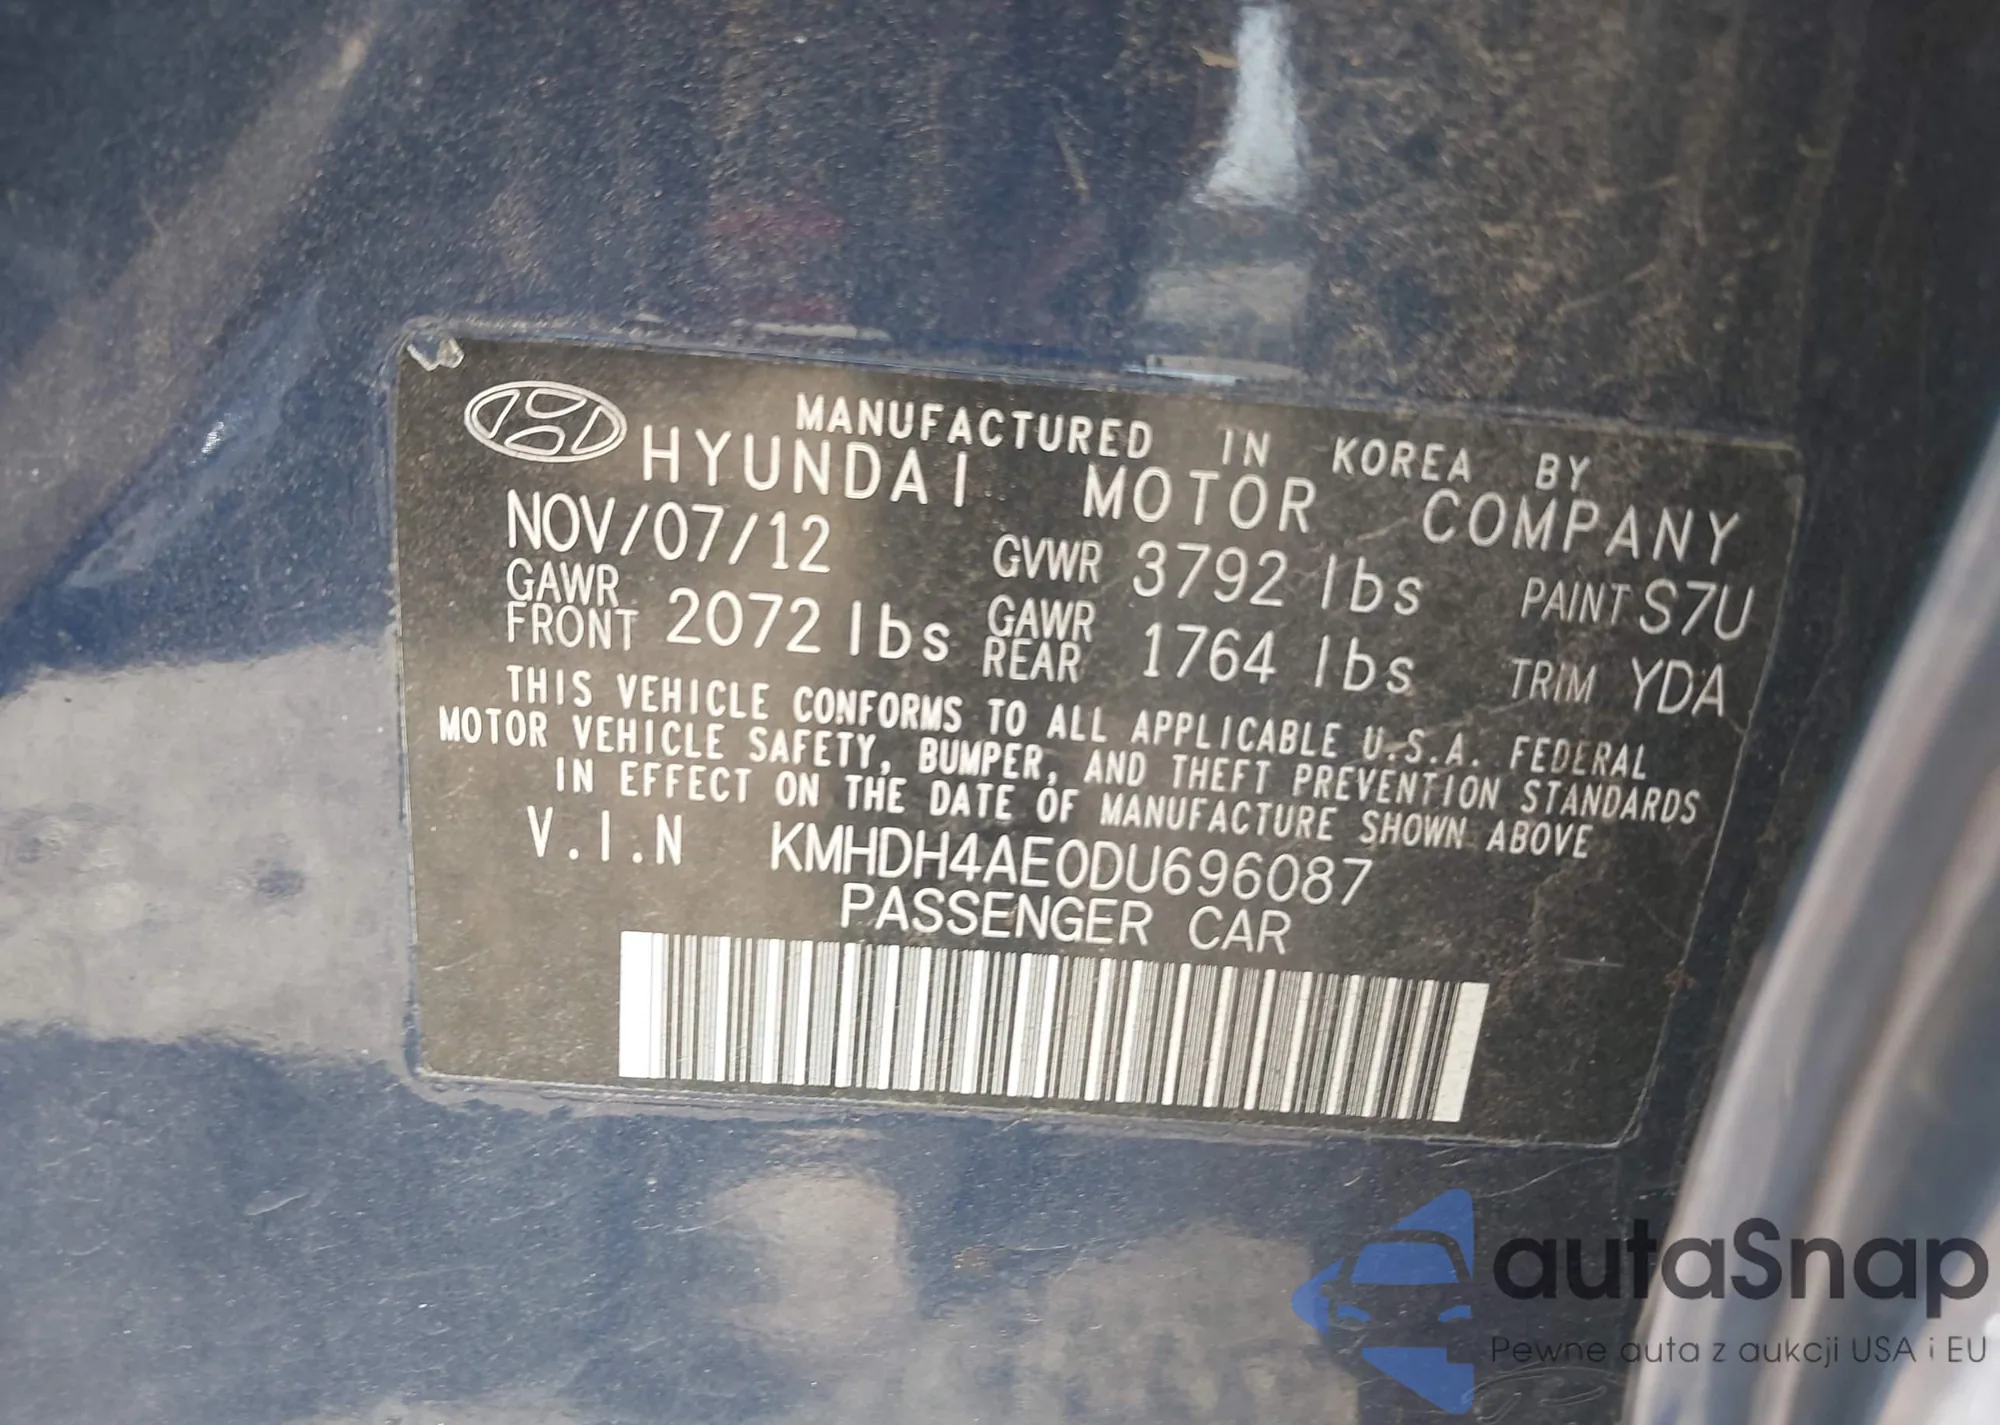 MANUFACTURED IN KOREA BY
HYUNDAI MOTOR COMPANY
NOV/07/12 GVWR 3792 lbs PAINT S7U
GAWR FRONT 2072 lbs GAWR REAR 1764 lbs TRIM YDA
THIS VEHICLE CONFORMS TO ALL APPLICABLE U.S.A. FEDERAL
MOTOR VEHICLE SAFETY, BUMPER, AND THEFT PREVENTION STANDARDS
IN EFFECT ON THE DATE OF MANUFACTURE SHOWN ABOVE
V.I.N KMHDH4AE0DU696087
PASSENGER CAR
autaSnap
Pewne auta z aukcji USA i EU